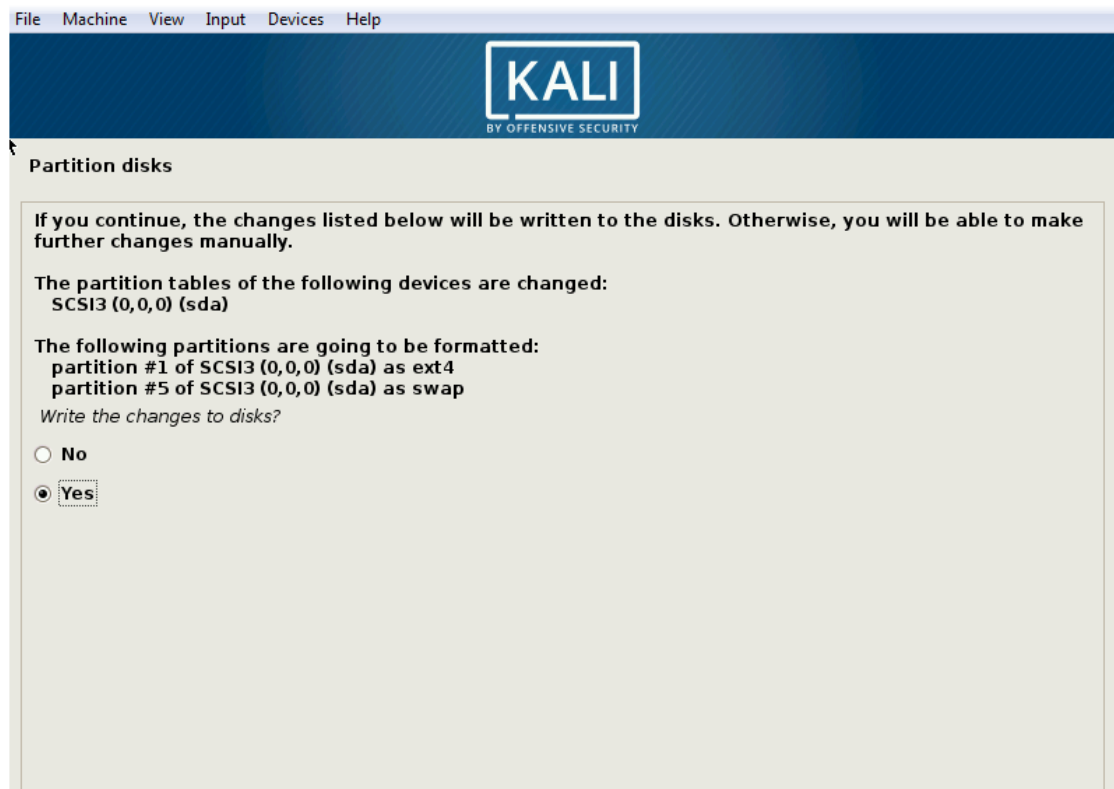 File Machine View Input Devices Help
KALI
BY OFFENSIVE SECURITY
Partition disks
If you continue, the changes listed below will be written to the disks. Otherwise, you will be able to make
further changes manually.
The partition tables of the following devices are changed:
SCSI3 (0,0,0) (sda)
The following partitions are going to be formatted:
partition #1 of SCSI3 (0,0,0) (sda) as ext4
partition #5 of SCSI3 (0,0,0) (sda) as swap
Write the changes to disks?
No
Yes